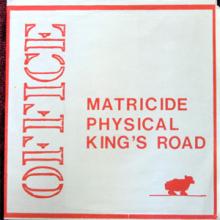 OFFICE
MATRICIDE
PHYSICAL
KING'S ROAD